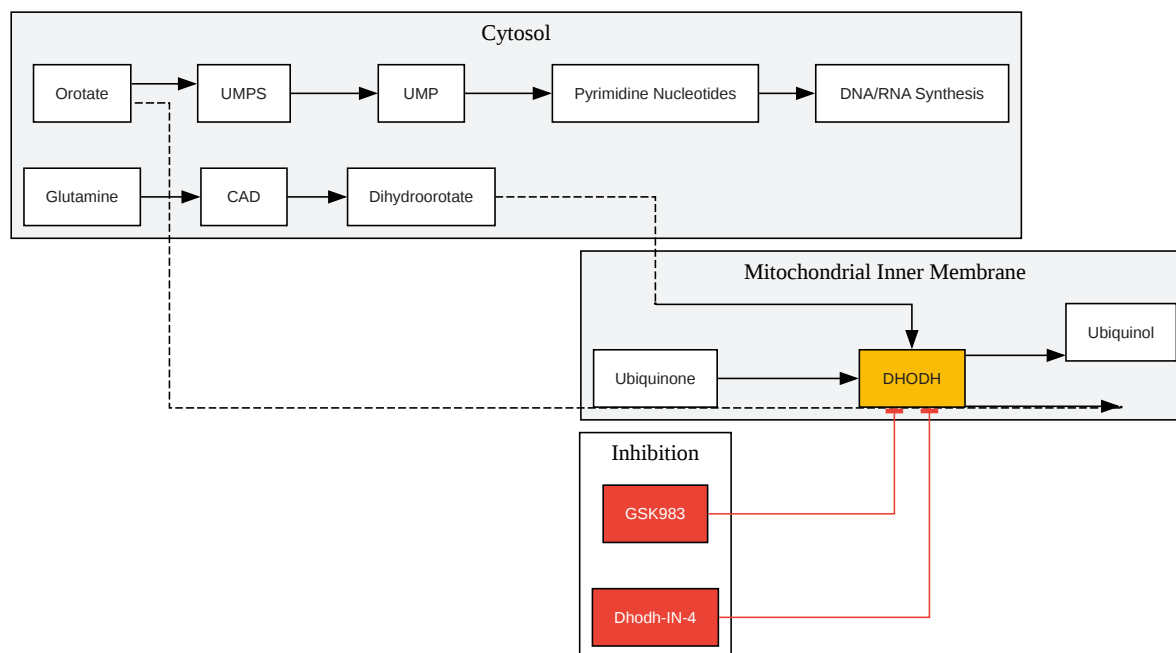 Cytosol
Orotate
UMPS
UMP
Pyrimidine Nucleotides
DNA/RNA Synthesis
Glutamine
CAD
Dihydroorotate
Mitochondrial Inner Membrane
Ubiquinol
Ubiquinone
DHODH
Inhibition
GSK983
Dhodh-IN-4